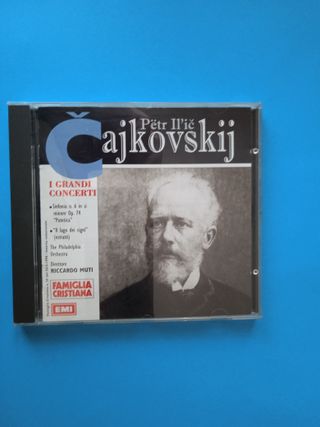 Pëtr Il'ič
Čajkovskij
I GRANDI
CONCERTI
• Sinfonia n. 6 in si
minore Op. 74
"Patetica"
• "Il lago dei cigni"
(estratti)
The Philadelphia
Orchestra
Direttore
RICCARDO MUTI
FAMIGLIA
CRISTIANA
EMI